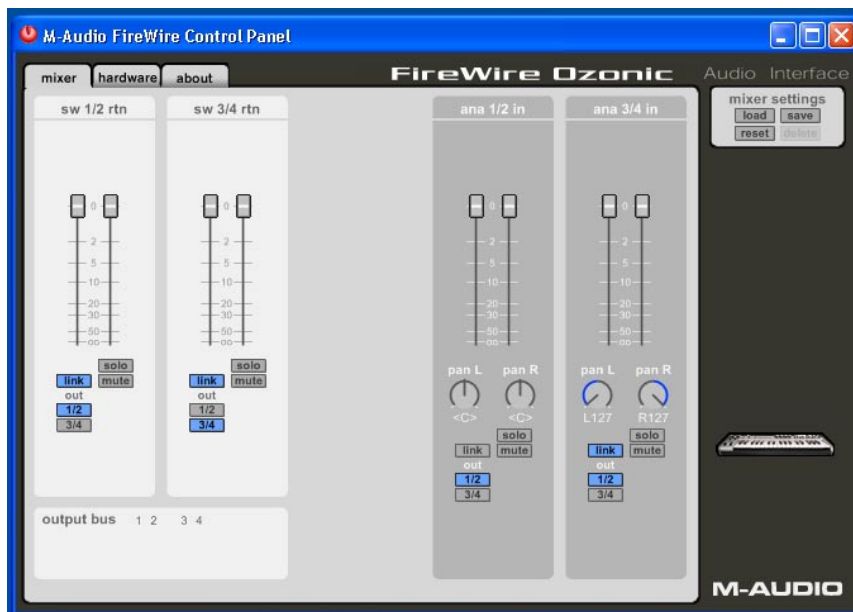 M-Audio FireWire Control Panel
mixer hardware about
FireWire Ozonic Audio Interface
sw 1/2 rtn
0
2
5
10
20
30
50
∞
solo
link mute
out
1/2
3/4
sw 3/4 rtn
0
2
5
10
20
30
50
∞
solo
link mute
out
1/2
3/4
ana 1/2 in
0
2
5
10
20
30
50
∞
pan L pan R
<C> <C>
solo
link mute
out
1/2
3/4
ana 3/4 in
0
2
5
10
20
30
50
∞
pan L pan R
L127 R127
solo
link mute
out
1/2
3/4
mixer settings
load save
reset delete
output bus 1 2 3 4
M-AUDIO